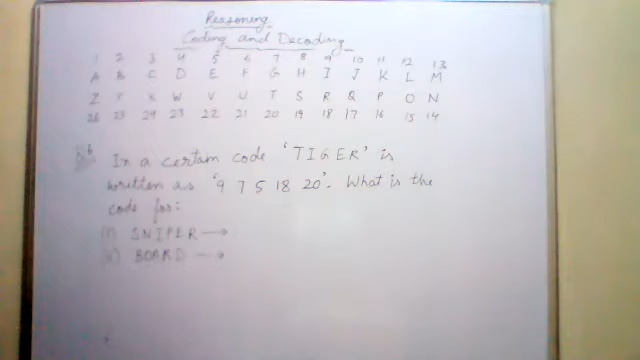 Reasoning
Coding and Decoding
1 2 3 4 5 6 7 8 9 10 11 12 13
A B C D E F G H I J K L M
Z Y X W V U T S R Q P O N
26 25 24 23 22 21 20 19 18 17 16 15 14
In a certain code 'TIGER' is
written as '9 7 5 18 20'. What is the
code for:
(i) SNIPER →
(ii) BOARD →